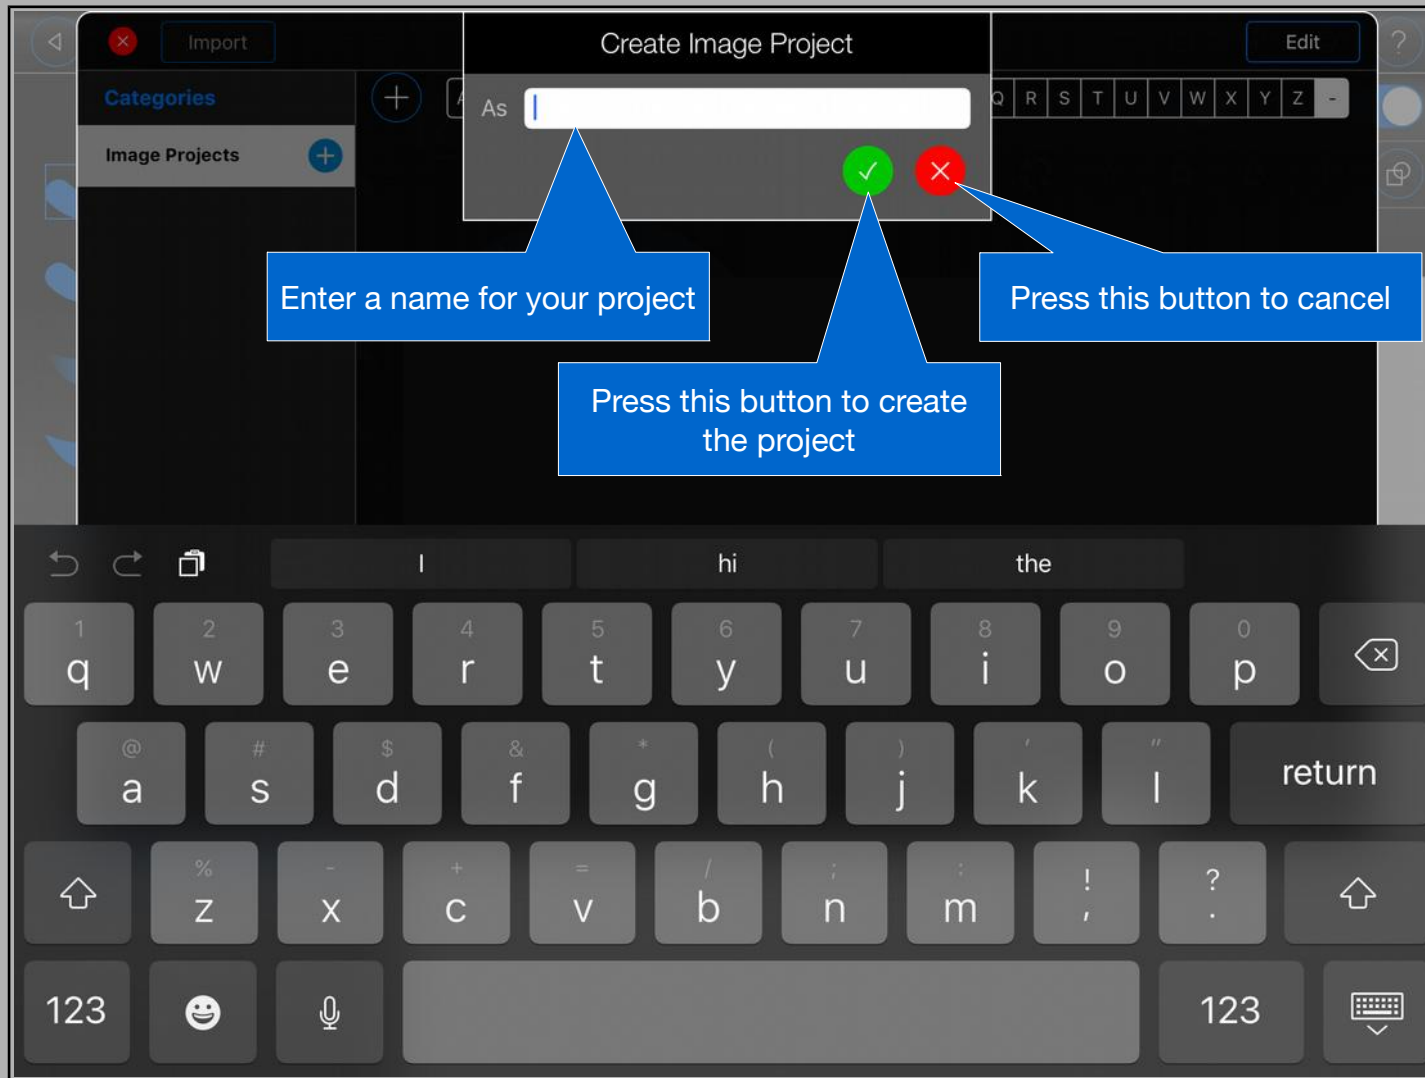 Import
Create Image Project
Edit
?
Categories
As
Q R S T U V W X Y Z -
Image Projects
Enter a name for your project
Press this button to cancel
Press this button to create
the project
I hi the
1 2 3 4 5 6 7 8 9 0
q w e r t y u i o p
@ # $ & * ( ) ' "
a s d f g h j k l return
% - + = / ; : ! ?
z x c v b n m , .
123 123